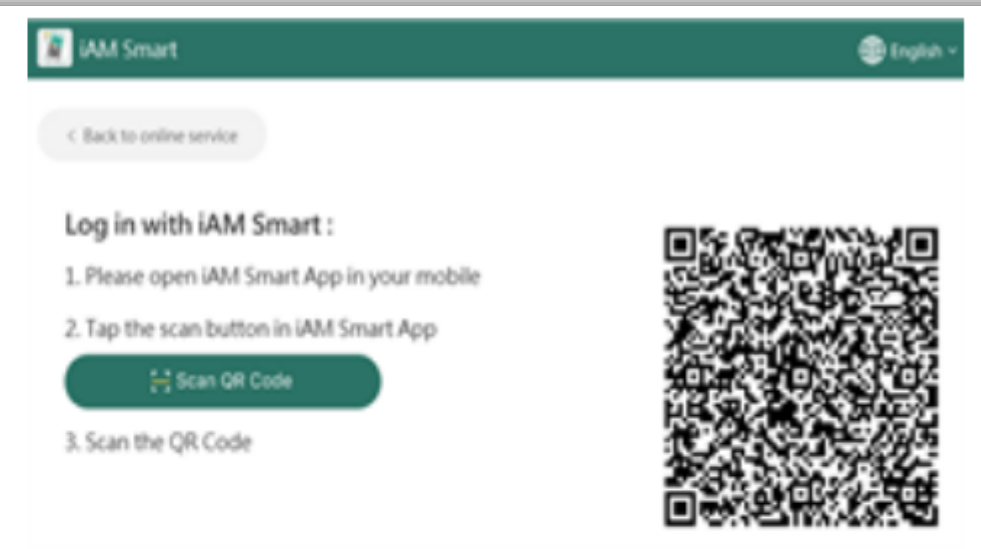 iAM Smart
English
< Back to online service
Log in with iAM Smart :
1. Please open iAM Smart App in your mobile
2. Tap the scan button in iAM Smart App
Scan QR Code
3. Scan the QR Code